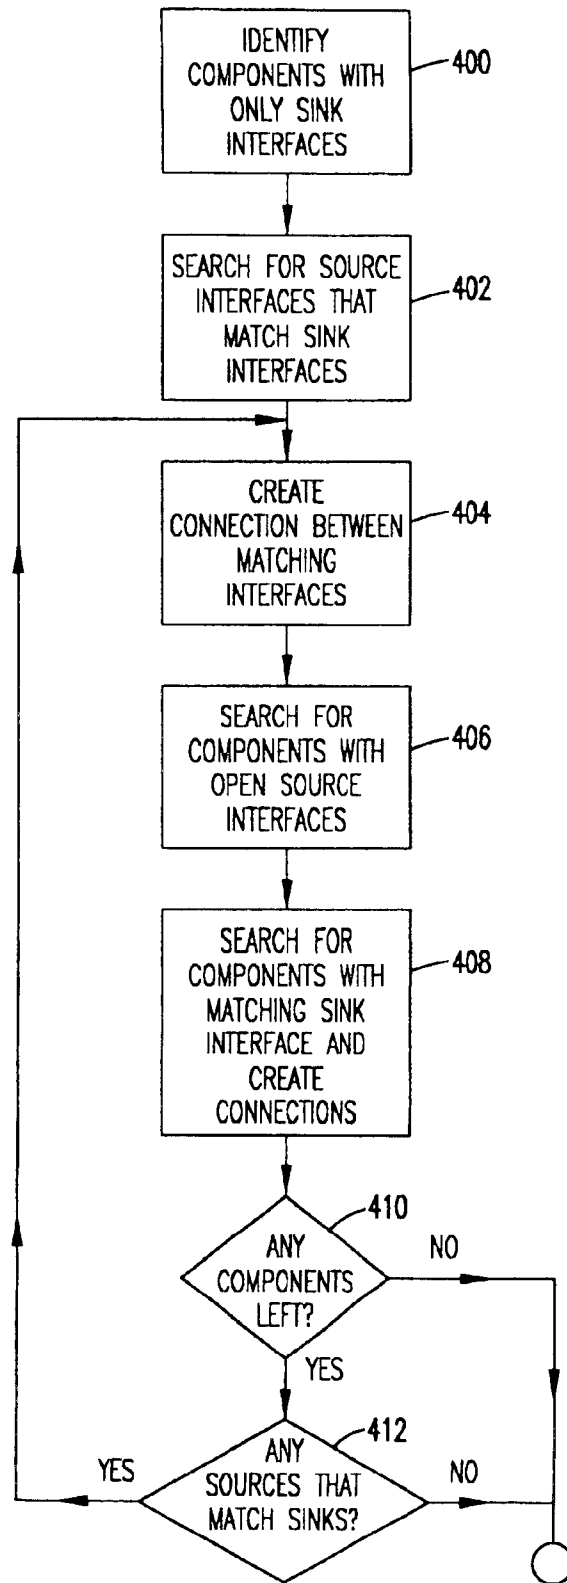 IDENTIFY
COMPONENTS WITH
ONLY SINK
INTERFACES
400
SEARCH FOR SOURCE
INTERFACES THAT
MATCH SINK
INTERFACES
402
CREATE
CONNECTION BETWEEN
MATCHING
INTERFACES
404
SEARCH FOR
COMPONENTS WITH
OPEN SOURCE
INTERFACES
406
SEARCH FOR
COMPONENTS WITH
MATCHING SINK
INTERFACE AND
CREATE
CONNECTIONS
408
410
ANY
COMPONENTS
LEFT?
NO
YES
412
ANY
SOURCES THAT
MATCH SINKS?
YES
NO